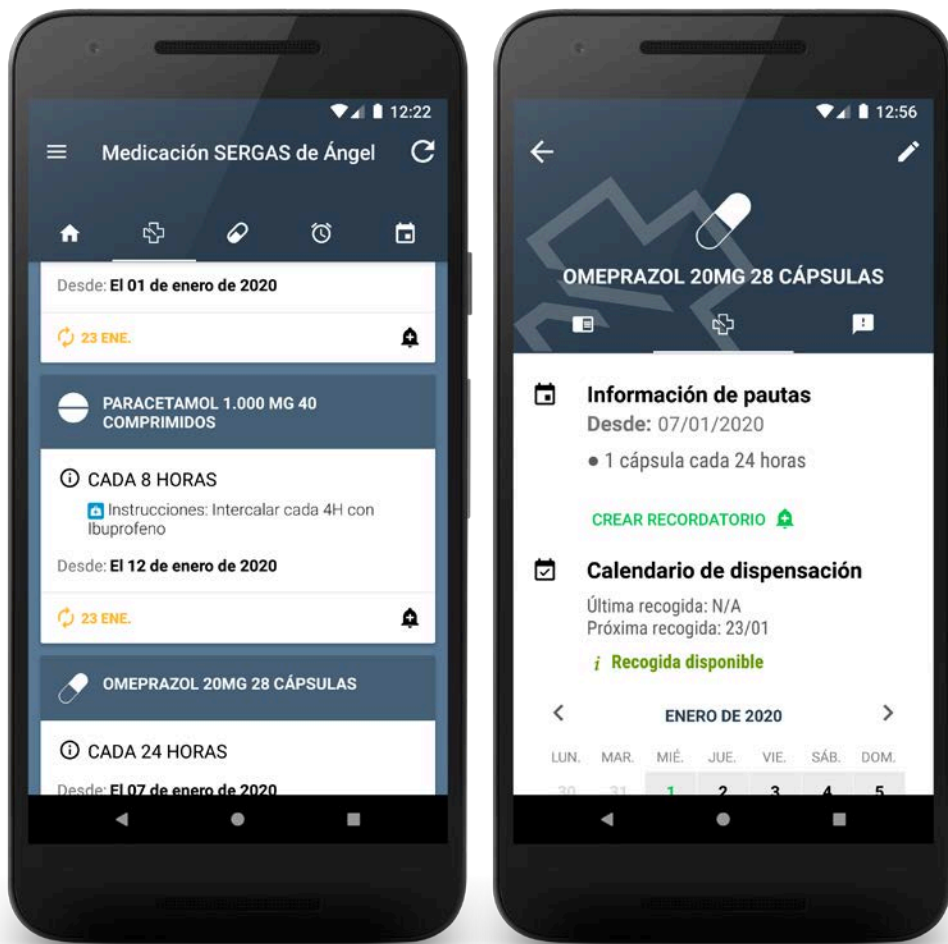 12:22
Medicación SERGAS de Ángel
Desde: El 01 de enero de 2020
23 ENE.
PARACETAMOL 1.000 MG 40
COMPRIMIDOS
CADA 8 HORAS
Instrucciones: Intercalar cada 4H con
Ibuprofeno
Desde: El 12 de enero de 2020
23 ENE.
OMEPRAZOL 20MG 28 CÁPSULAS
CADA 24 HORAS
Desde: El 07 de enero de 2020
12:56
OMEPRAZOL 20MG 28 CÁPSULAS
Información de pautas
Desde: 07/01/2020
• 1 cápsula cada 24 horas
CREAR RECORDATORIO
Calendario de dispensación
Última recogida: N/A
Próxima recogida: 23/01
i Recogida disponible
< ENERO DE 2020 >
LUN. MAR. MIÉ. JUE. VIE. SÁB. DOM.
30 31 1 2 3 4 5